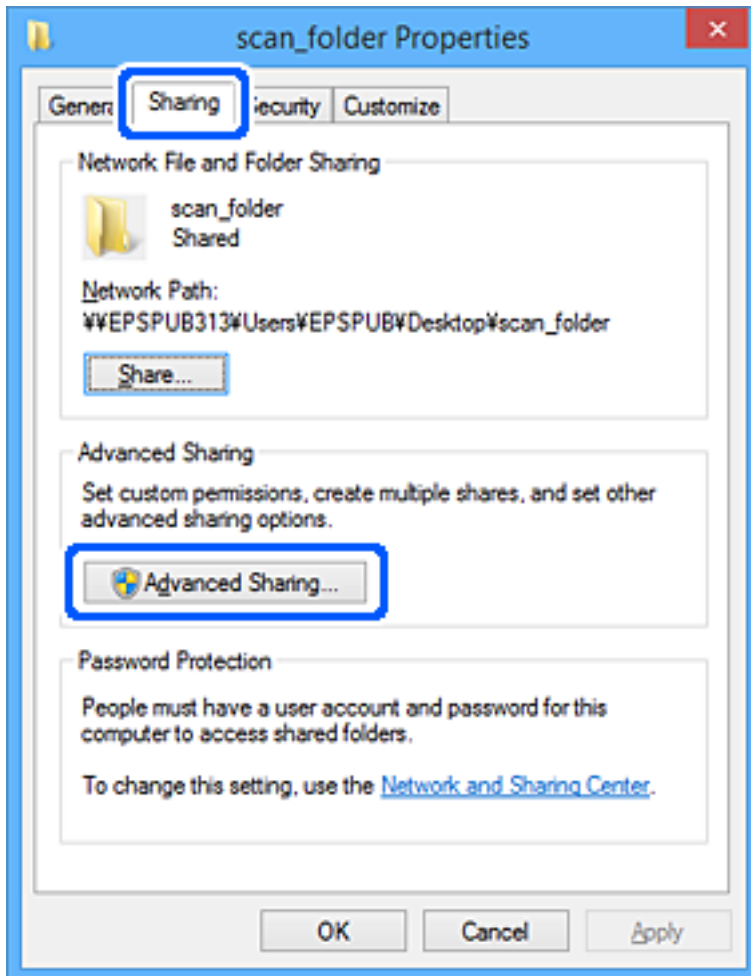 scan_folder Properties
Sharing Customize
Network File and Folder Sharing
scan_folder
Shared
Network Path:
¥¥EPSPUB313¥Users¥EPSPUB¥Desktop¥scan_folder
Share...
Advanced Sharing
Set custom permissions, create multiple shares, and set other
advanced sharing options.
Advanced Sharing...
Password Protection
People must have a user account and password for this
computer to access shared folders.
To change this setting, use the Network and Sharing Center.
OK Cancel Apply